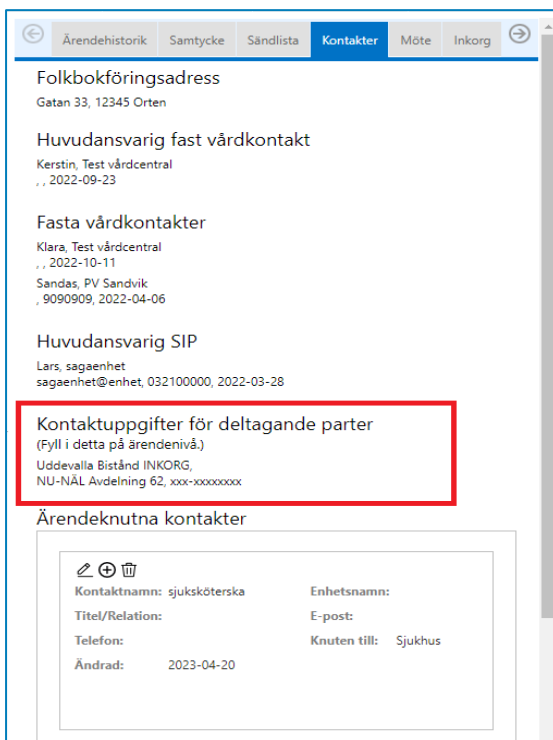 Ärendehistorik Samtycke Sändlista Kontakter Möte Inkorg
Folkbokföringsadress
Gatan 33, 12345 Orten
Huvudansvarig fast vårdkontakt
Kerstin, Test vårdcentral
, , 2022-09-23
Fasta vårdkontakter
Klara, Test vårdcentral
, , 2022-10-11
Sandas, PV Sandvik
, 9090909, 2022-04-06
Huvudansvarig SIP
Lars, sagaenhet
sagaenhet@enhet, 032100000, 2022-03-28
Kontaktuppgifter för deltagande parter
(Fyll i detta på ärendenivå.)
Uddevalla Bistånd INKORG,
NU-NÄL Avdelning 62, xxx-xxxxxxxx
Ärendeknutna kontakter
Kontaktnamn: sjuksköterska Enhetsnamn:
Titel/Relation: E-post:
Telefon: Knuten till: Sjukhus
Ändrad: 2023-04-20